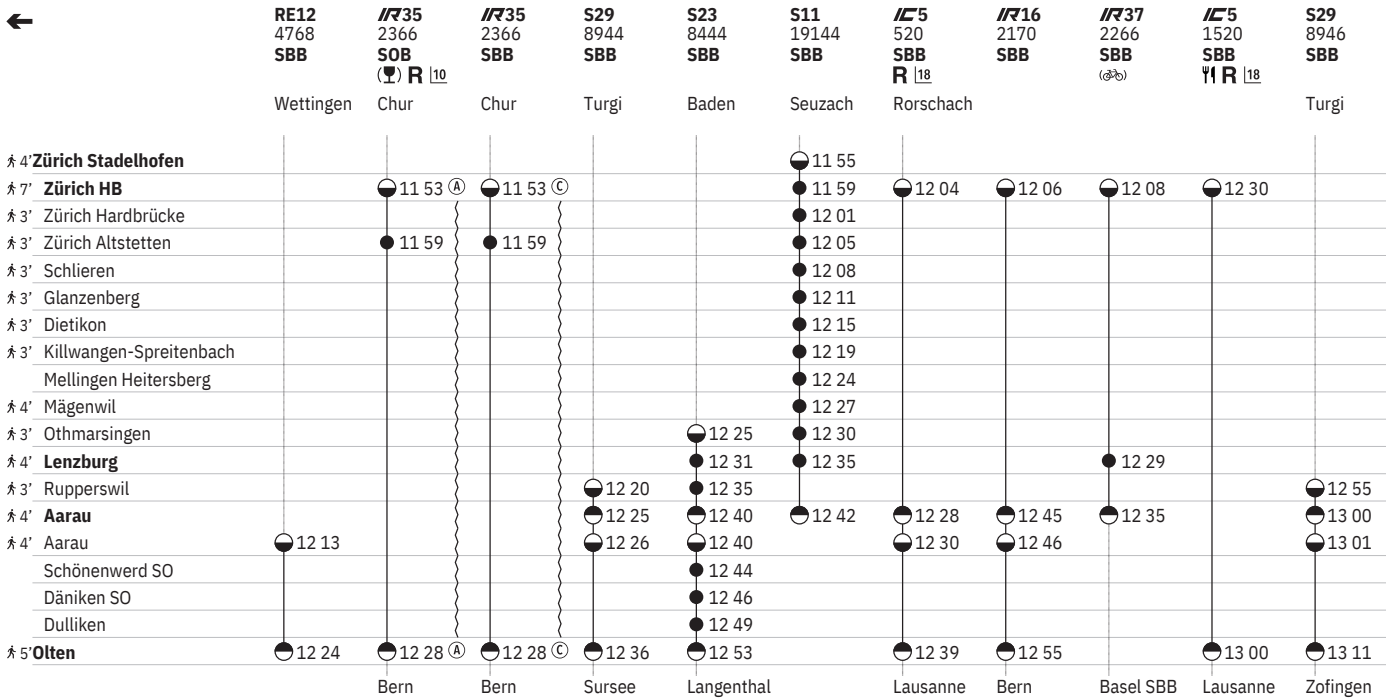 RE12 IR35 IR35 S29 S23 S11 IC5 IR16 IR37 IC5 S29
4768 2366 2366 8944 8444 19144 520 2170 2266 1520 8946
SBB SOB SBB SBB SBB SBB SBB SBB SBB SBB SBB
R 10 R 18 R 18
Wettingen Chur Chur Turgi Baden Seuzach Rorschach Turgi
4’ Zürich Stadelhofen 11 55
7’ Zürich HB 11 53 A 11 53 C 11 59 12 04 12 06 12 08 12 30
3’ Zürich Hardbrücke 12 01
3’ Zürich Altstetten 11 59 11 59 12 05
3’ Schlieren 12 08
3’ Glanzenberg 12 11
3’ Dietikon 12 15
3’ Killwangen-Spreitenbach 12 19
Mellingen Heitersberg 12 24
4’ Mägenwil 12 27
3’ Othmarsingen 12 25 12 30
4’ Lenzburg 12 31 12 35 12 29
3’ Rupperswil 12 20 12 35 12 55
4’ Aarau 12 25 12 40 12 42 12 28 12 45 12 35 13 00
4’ Aarau 12 13 12 26 12 40 12 30 12 46 13 01
Schönenwerd SO 12 44
Däniken SO 12 46
Dulliken 12 49
5’ Olten 12 24 12 28 A 12 28 C 12 36 12 53 12 39 12 55 13 00 13 11
Bern Bern Sursee Langenthal Lausanne Bern Basel SBB Lausanne Zofingen